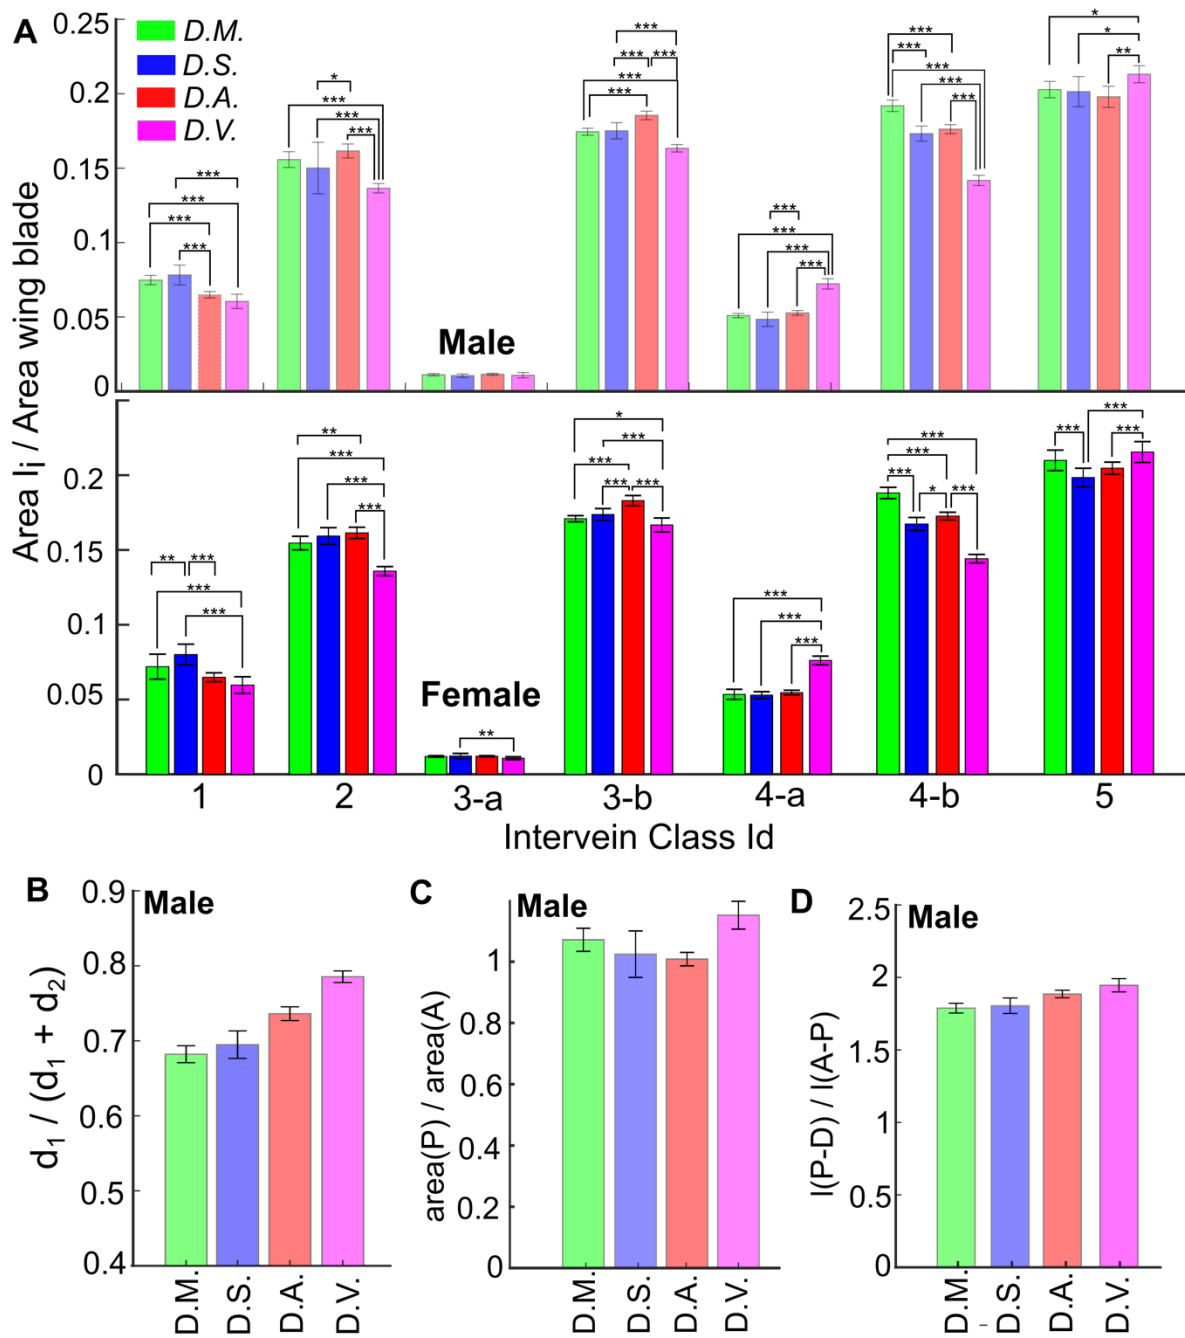 A
D.M.
D.S.
D.A.
D.V.
Area Ii / Area wing blade
0.25
0.2
0.15
0.1
0.05
0
Male
* *** *** ***
*** *** *** ***
*** *** *** *** ***
*** *** *** ***
*** *** *** *** ***
* * **
0.2
0.15
0.1
0.05
0
Female
** *** *** ***
** *** *** ***
**
* *** *** *** ***
*** *** ***
*** *** *** * ***
*** *** ***
1 2 3-a 3-b 4-a 4-b 5
Intervein Class Id
B
Male
d1 / (d1 + d2)
0.9
0.8
0.7
0.6
0.5
0.4
D.M. D.S. D.A. D.V.
C
Male
area(P) / area(A)
1
0.8
0.6
0.4
0.2
0
D.M. D.S. D.A. D.V.
D
Male
l(P-D) / l(A-P)
2.5
2
1.5
1
0.5
0
D.M. D.S. D.A. D.V.